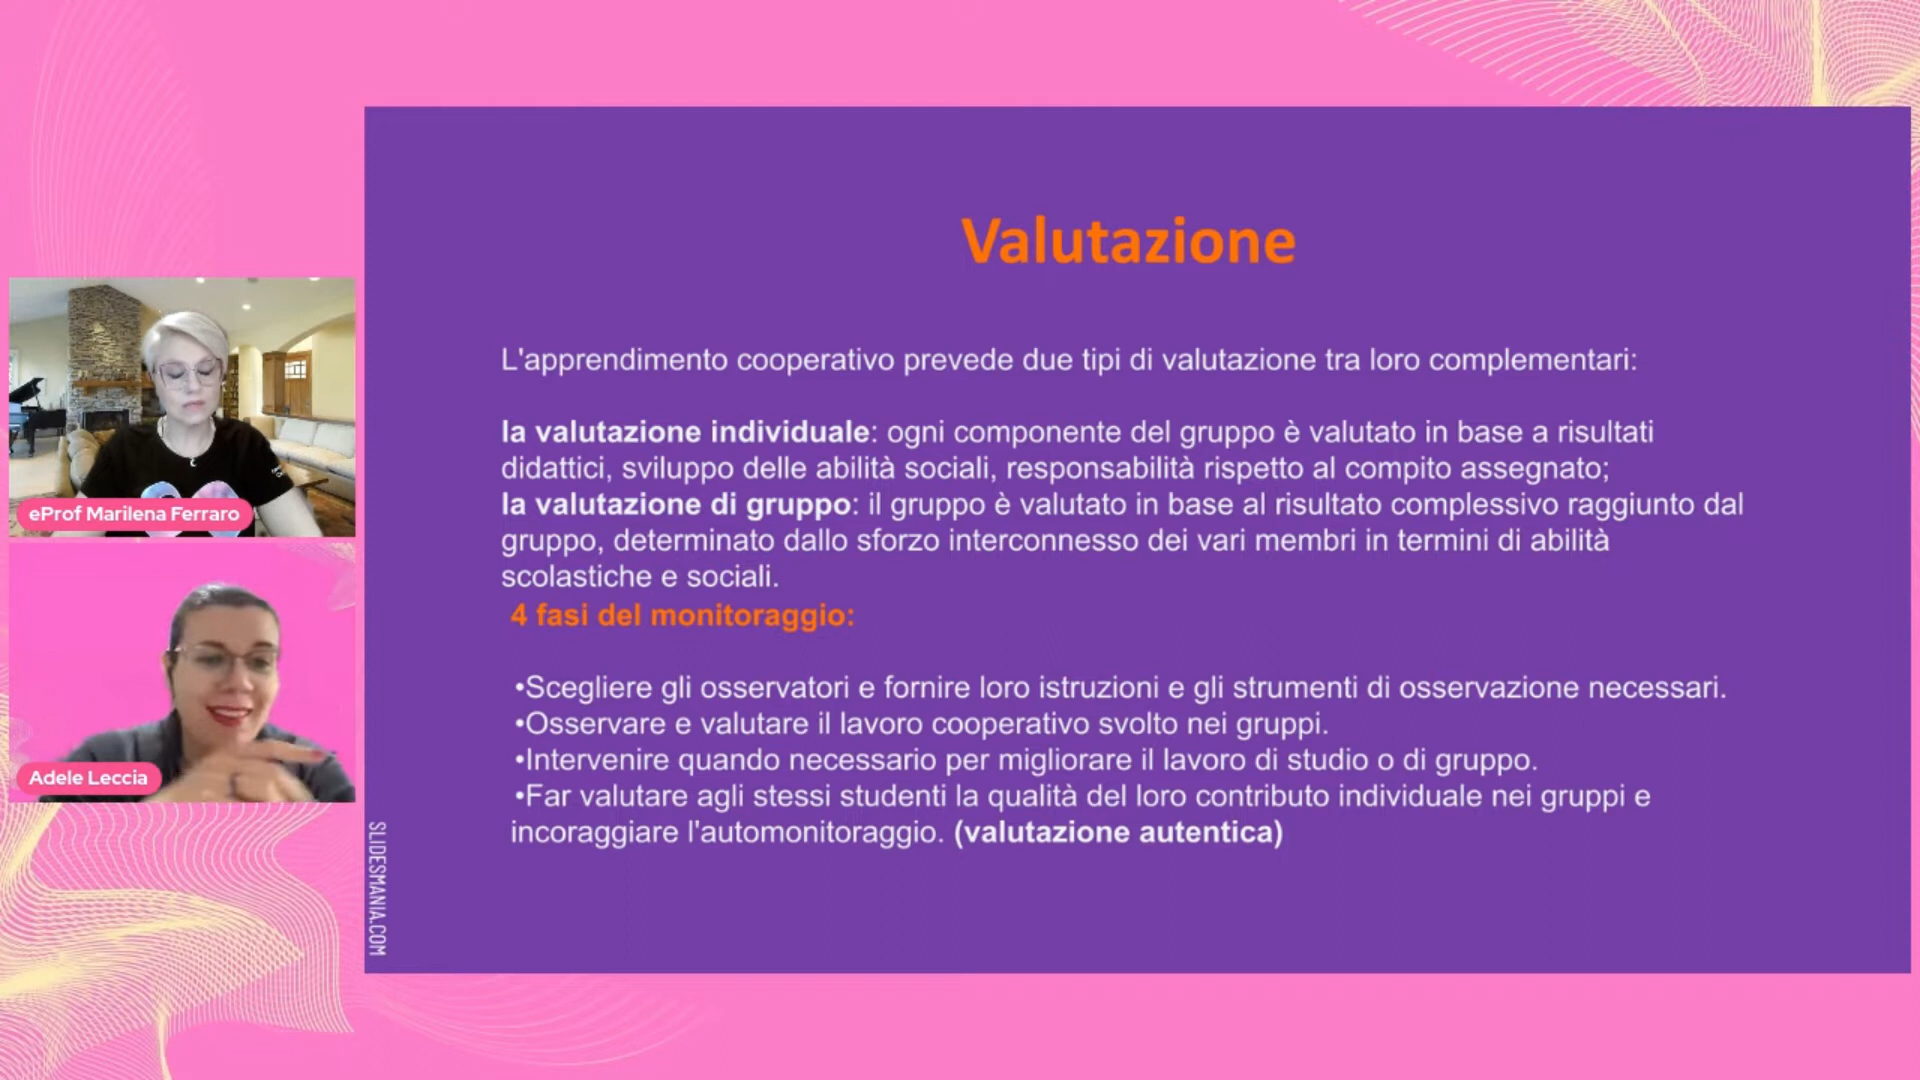 Valutazione
L'apprendimento cooperativo prevede due tipi di valutazione tra loro complementari:
la valutazione individuale: ogni componente del gruppo è valutato in base a risultati
didattici, sviluppo delle abilità sociali, responsabilità rispetto al compito assegnato;
la valutazione di gruppo: il gruppo è valutato in base al risultato complessivo raggiunto dal
gruppo, determinato dallo sforzo interconnesso dei vari membri in termini di abilità
scolastiche e sociali.
4 fasi del monitoraggio:
•Scegliere gli osservatori e fornire loro istruzioni e gli strumenti di osservazione necessari.
•Osservare e valutare il lavoro cooperativo svolto nei gruppi.
•Intervenire quando necessario per migliorare il lavoro di studio o di gruppo.
•Far valutare agli stessi studenti la qualità del loro contributo individuale nei gruppi e
incoraggiare l'automonitoraggio. (valutazione autentica)
SLIDESMANIA.COM
eProf Marilena Ferraro
Adele Leccia